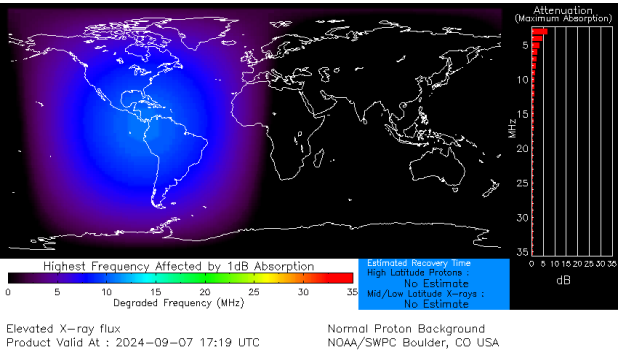 Attenuation
(Maximum Absorption)
5
10
15
20
25
30
35
MHz
0 5 10 15 20 25 30 35
dB
Highest Frequency Affected by 1dB Absorption
0 5 10 15 20 25 30 35
Degraded Frequency (MHz)
Estimated Recovery Time
High Latitude Protons :
No Estimate
Mid/Low Latitude X-rays :
No Estimate
Elevated X-ray flux
Product Valid At : 2024-09-07 17:19 UTC
Normal Proton Background
NOAA/SWPC Boulder, CO USA